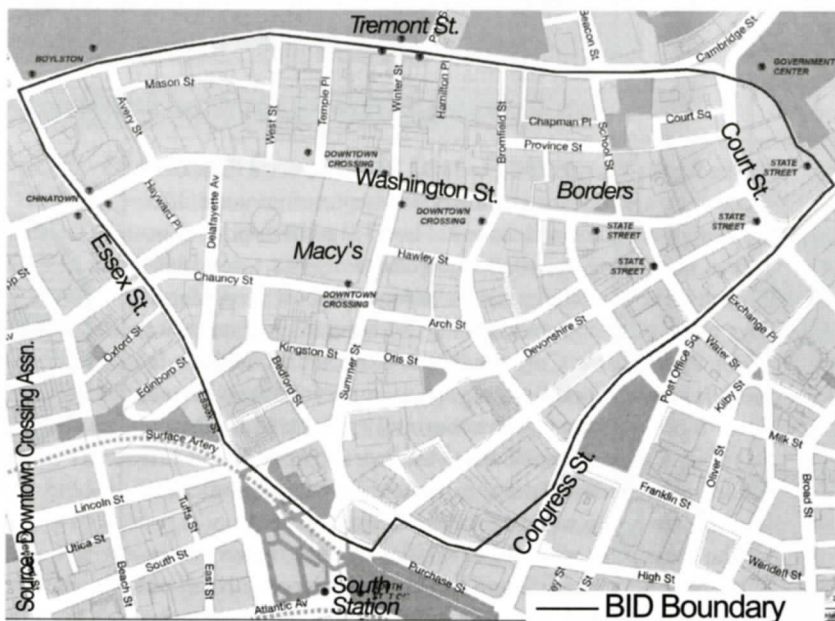 Tremont St.
Beacon St
Cambridge St
BOYLSTON
GOVERNMENT
CENTER
Mason St
Avery St
West St
Temple Pl
Winter St
Hamilton Pl
Bromfield St
Chapman Pl
School St
Court Sq
Province St
Court St.
STATE
STREET
DOWNTOWN
CROSSING
CHINATOWN
Hayward Pl
Delafayette Av
Washington St.
Borders
DOWNTOWN
CROSSING
STATE
STREET
STATE
STREET
STATE
STREET
Essex St.
Macy's
Hawley St
Chauncy St
DOWNTOWN
CROSSING
Exchange Pl
Arch St
Devonshire St
Oxford St
Kingston St
Otis St
Summer St
Bedford St
Post Office Sq
Water St
Kilby St
Edinboro St
Essex St
Surface Artery
Milk St
Oliver St
Broad St
Congress St.
Franklin St
Lincoln St
Tufts St
Utica St
South St
Beach St
East St
Purchase St
High St
Wendell St
South
Station
Atlantic Av
Source: Downtown Crossing Assn.
BID Boundary